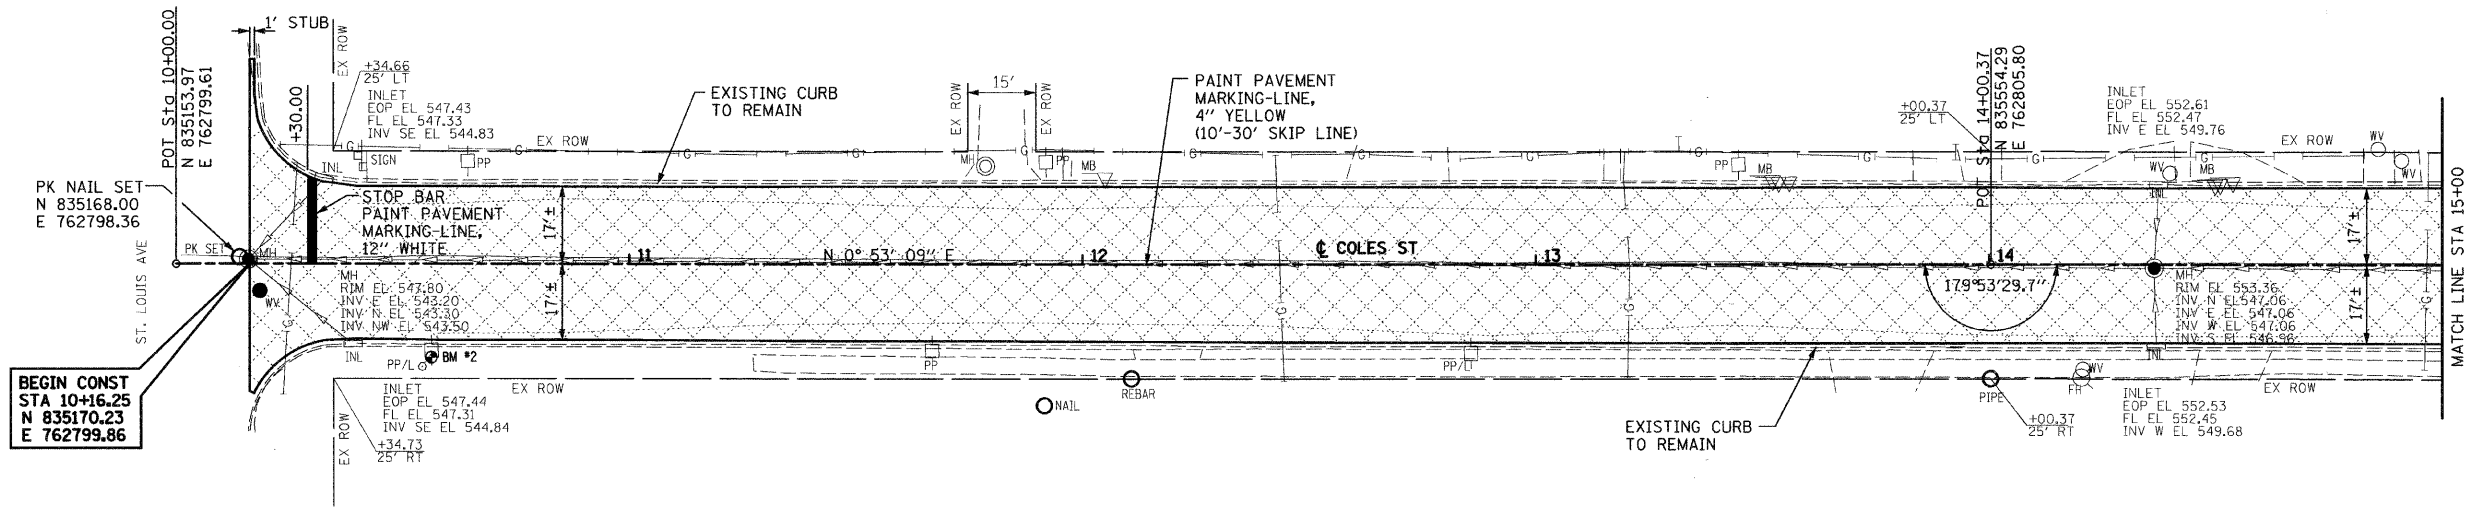 1' STUB
POT Sta 10+00.00
N 835153.97
E 762799.61
EX ROW
+34.66
25' LT
INLET
EOP EL 547.43
FL EL 547.33
INV SE EL 544.83
+30.00
EXISTING CURB
TO REMAIN
15'
EX ROW
EX ROW
PAINT PAVEMENT
MARKING-LINE,
4" YELLOW
(10'-30' SKIP LINE)
+00.37
25' LT
POT Sta 14+00.37
N 835554.29
E 762805.80
INLET
EOP EL 552.61
FL EL 552.47
INV E EL 549.76
EX ROW
EX ROW
WV
G
G
G
G
G
G
G
G
G
G
G
INL
SIGN
PP
MH
PP
MB
PP
MB
WV
MB
WV
PK NAIL SET
N 835168.00
E 762798.36
STOP BAR
PAINT PAVEMENT
MARKING-LINE,
12" WHITE
17'±
INL
17'±
MATCH LINE STA 15+00
ST. LOUIS AVE
PK SET
MH
11
N 0° 53' 09" E
12
℄ COLES ST
13
14
MH
RIM EL 547.80
INV E EL 543.20
INV N EL 543.30
INV NW EL 543.50
WV
G
17'±
G
G
179°53'29.7"
MH
RIM EL 553.36
INV N EL 547.06
INV E EL 547.06
INV W EL 547.06
INV S EL 546.96
17'±
G
INL
BM #2
PP/L
PP
PP/LT
INL
BEGIN CONST
STA 10+16.25
N 835170.23
E 762799.86
EX ROW
INLET
EOP EL 547.44
FL EL 547.31
INV SE EL 544.84
+34.73
25' RT
EX ROW
NAIL
REBAR
EXISTING CURB
TO REMAIN
PIPE
+00.37
25' RT
FH
WV
INLET
EOP EL 552.53
FL EL 552.45
INV W EL 549.68
EX ROW